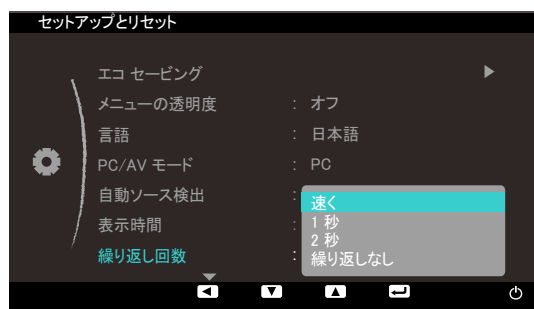 セットアップとリセット
エコ セービング
メニューの透明度 : オフ
言語 : 日本語
PC/AV モード : PC
自動ソース検出 :
表示時間 :
繰り返し回数 :
速く
1 秒
2 秒
繰り返しなし